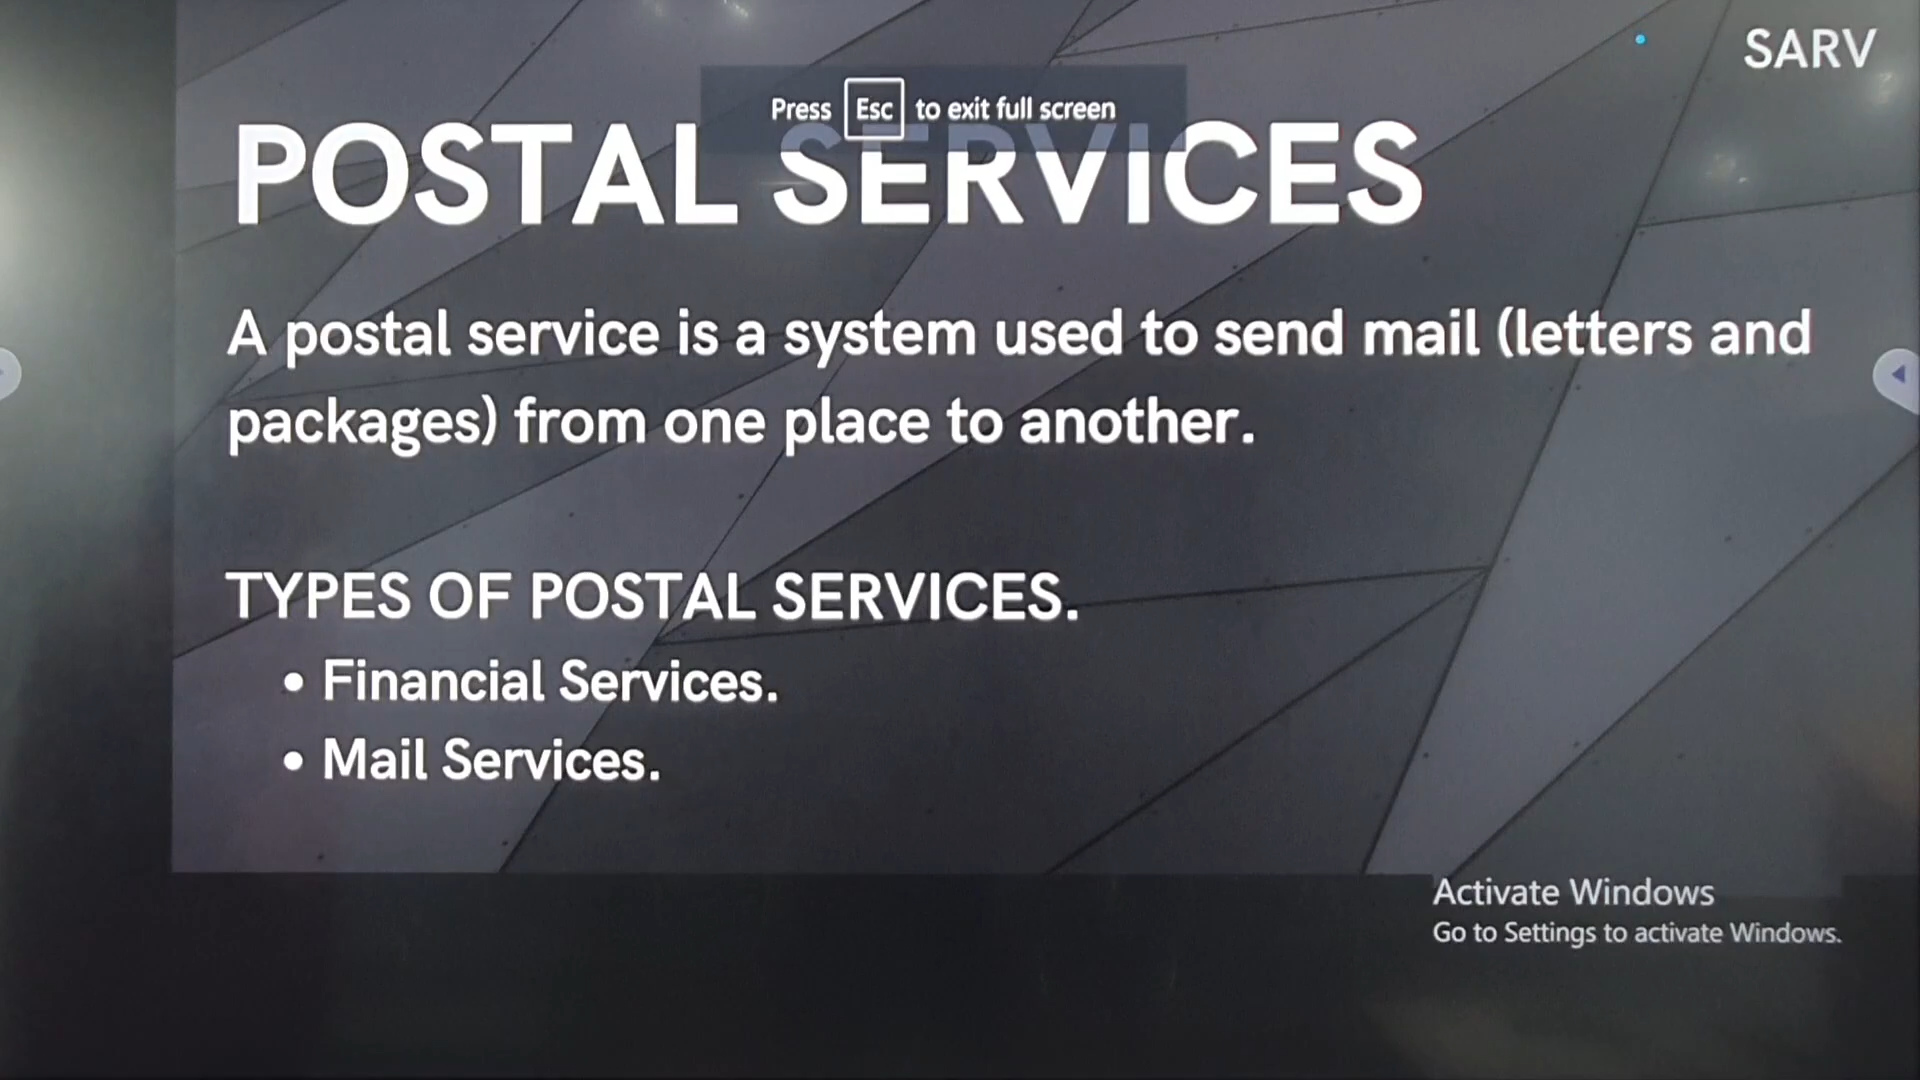 SARV
Press Esc to exit full screen
POSTAL SERVICES
A postal service is a system used to send mail (letters and
packages) from one place to another.
TYPES OF POSTAL SERVICES.
• Financial Services.
• Mail Services.
Activate Windows
Go to Settings to activate Windows.